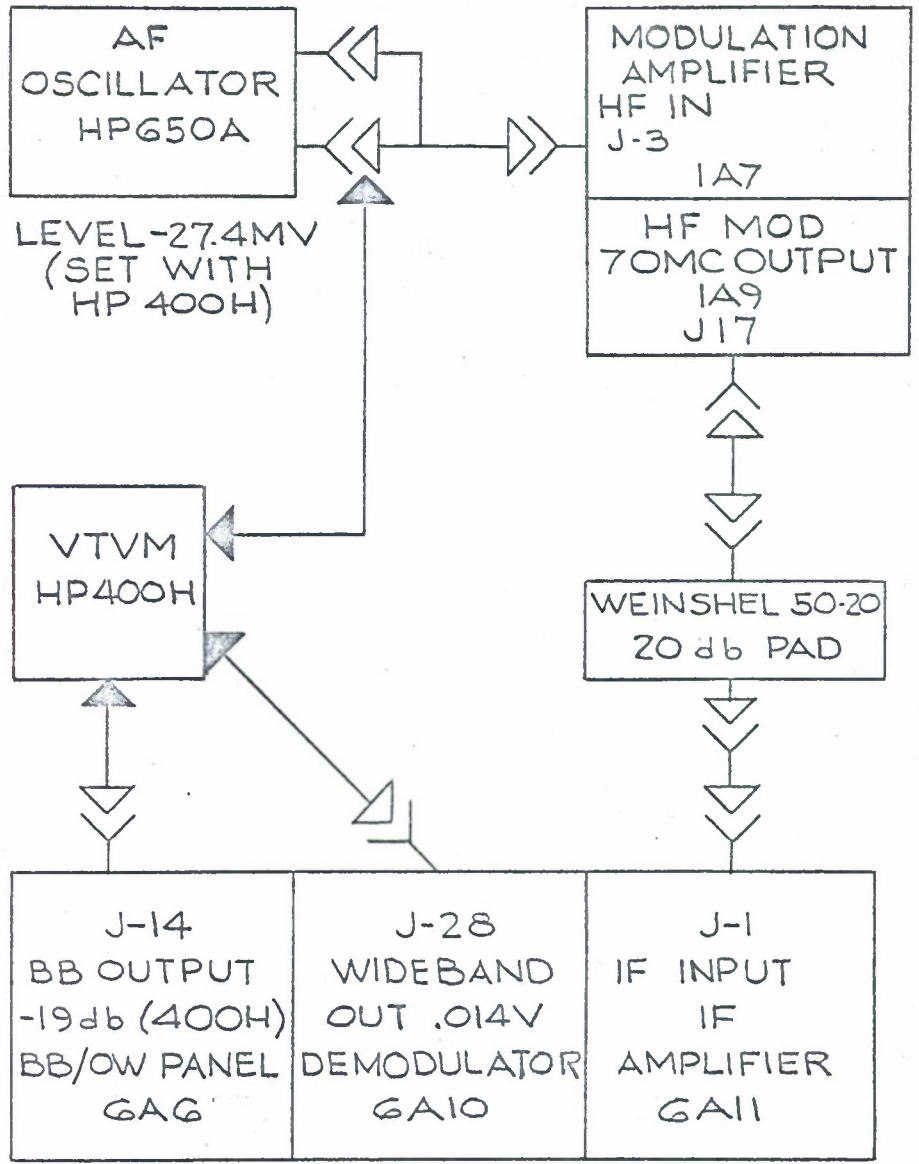 AF
OSCILLATOR
HP650A
LEVEL-27.4MV
(SET WITH
HP 400H)
MODULATION
AMPLIFIER
HF IN
J-3
1A7
HF MOD
70MC OUTPUT
1A9
J17
VTVM
HP400H
WEINSHEL 50-20
20 db PAD
J-14
BB OUTPUT
-19db (400H)
BB/OW PANEL
6A6
J-28
WIDEBAND
OUT .014V
DEMODULATOR
6A10
J-1
IF INPUT
IF
AMPLIFIER
6A11